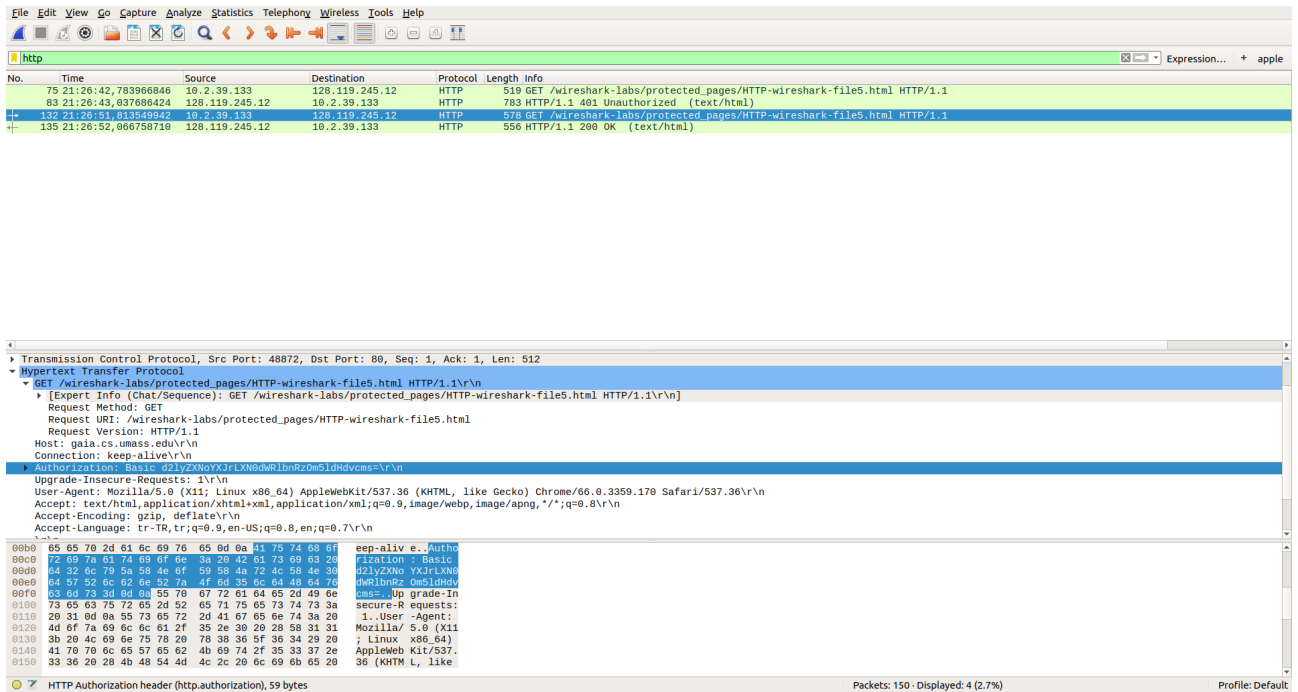 File Edit View Go Capture Analyze Statistics Telephony Wireless Tools Help
http Expression... + apple
No. Time Source Destination Protocol Length Info
75 21:26:42,783966846 10.2.39.133 128.119.245.12 HTTP 519 GET /wireshark-labs/protected_pages/HTTP-wireshark-file5.html HTTP/1.1
83 21:26:43,037686424 128.119.245.12 10.2.39.133 HTTP 783 HTTP/1.1 401 Unauthorized (text/html)
132 21:26:51,813549942 10.2.39.133 128.119.245.12 HTTP 578 GET /wireshark-labs/protected_pages/HTTP-wireshark-file5.html HTTP/1.1
135 21:26:52,066758710 128.119.245.12 10.2.39.133 HTTP 556 HTTP/1.1 200 OK (text/html)
Transmission Control Protocol, Src Port: 48872, Dst Port: 80, Seq: 1, Ack: 1, Len: 512
Hypertext Transfer Protocol
GET /wireshark-labs/protected_pages/HTTP-wireshark-file5.html HTTP/1.1\r\n
[Expert Info (Chat/Sequence): GET /wireshark-labs/protected_pages/HTTP-wireshark-file5.html HTTP/1.1\r\n]
Request Method: GET
Request URI: /wireshark-labs/protected_pages/HTTP-wireshark-file5.html
Request Version: HTTP/1.1
Host: gaia.cs.umass.edu\r\n
Connection: keep-alive\r\n
Authorization: Basic d2lyZXNoYXJrLXN0dWRlbnRzOm5ldHdvcms=\r\n
Upgrade-Insecure-Requests: 1\r\n
User-Agent: Mozilla/5.0 (X11; Linux x86_64) AppleWebKit/537.36 (KHTML, like Gecko) Chrome/66.0.3359.170 Safari/537.36\r\n
Accept: text/html,application/xhtml+xml,application/xml;q=0.9,image/webp,image/apng,*/*;q=0.8\r\n
Accept-Encoding: gzip, deflate\r\n
Accept-Language: tr-TR,tr;q=0.9,en-US;q=0.8,en;q=0.7\r\n
00b0 65 65 70 2d 61 6c 69 76 65 0d 0a 41 75 74 68 6f eep-aliv e..Autho
00c0 72 69 7a 61 74 69 6f 6e 3a 20 42 61 73 69 63 20 rization : Basic
00d0 64 32 6c 79 5a 58 4e 6f 59 58 4a 72 4c 58 4e 30 d2lyZXNo YXJrLXN0
00e0 64 57 52 6c 62 6e 52 7a 4f 6d 35 6c 64 48 64 76 dWRlbnRz Om5ldHdv
00f0 63 6d 73 3d 0d 0a 55 70 67 72 61 64 65 2d 49 6e cms=..Up grade-In
0100 73 65 63 75 72 65 2d 52 65 71 75 65 73 74 73 3a secure-R equests:
0110 20 31 0d 0a 55 73 65 72 2d 41 67 65 6e 74 3a 20 1..User -Agent:
0120 4d 6f 7a 69 6c 6c 61 2f 35 2e 30 20 28 58 31 31 Mozilla/ 5.0 (X11
0130 3b 20 4c 69 6e 75 78 20 78 38 36 5f 36 34 29 20 ; Linux x86_64)
0140 41 70 70 6c 65 57 65 62 4b 69 74 2f 35 33 37 2e AppleWeb Kit/537.
0150 33 36 20 28 4b 48 54 4d 4c 2c 20 6c 69 6b 65 20 36 (KHTM L, like
HTTP Authorization header (http.authorization), 59 bytes Packets: 150 · Displayed: 4 (2.7%) Profile: Default